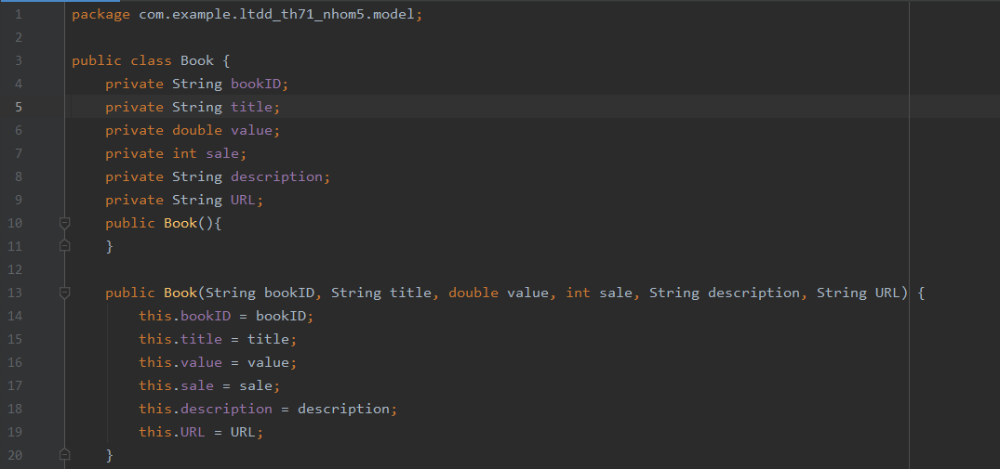 1 package com.example.ltdd_th71_nhom5.model;
2
3 public class Book {
4     private String bookID;
5     private String title;
6     private double value;
7     private int sale;
8     private String description;
9     private String URL;
10     public Book(){
11     }
12
13     public Book(String bookID, String title, double value, int sale, String description, String URL) {
14         this.bookID = bookID;
15         this.title = title;
16         this.value = value;
17         this.sale = sale;
18         this.description = description;
19         this.URL = URL;
20     }